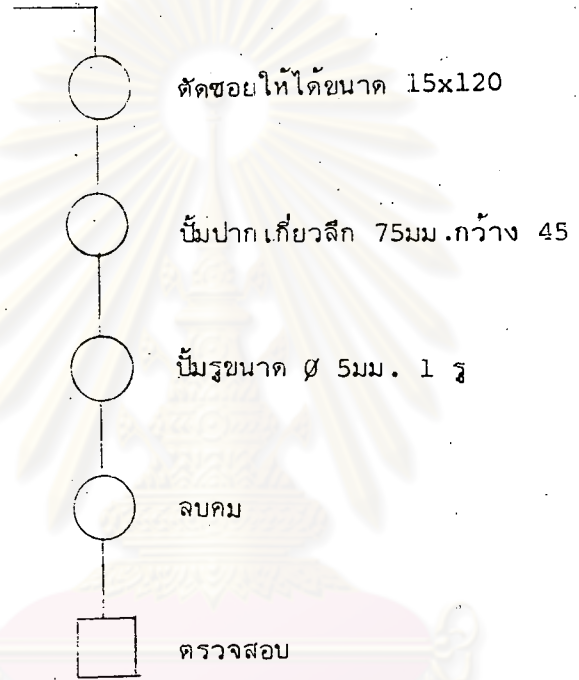 ตัดซอยให้ได้ขนาด 15x120
ปั๊มปากเกี่ยวลึก 75มม.กว้าง 45
ปั๊มรูขนาด Ø 5มม. 1 รู
ลบคม
ตรวจสอบ